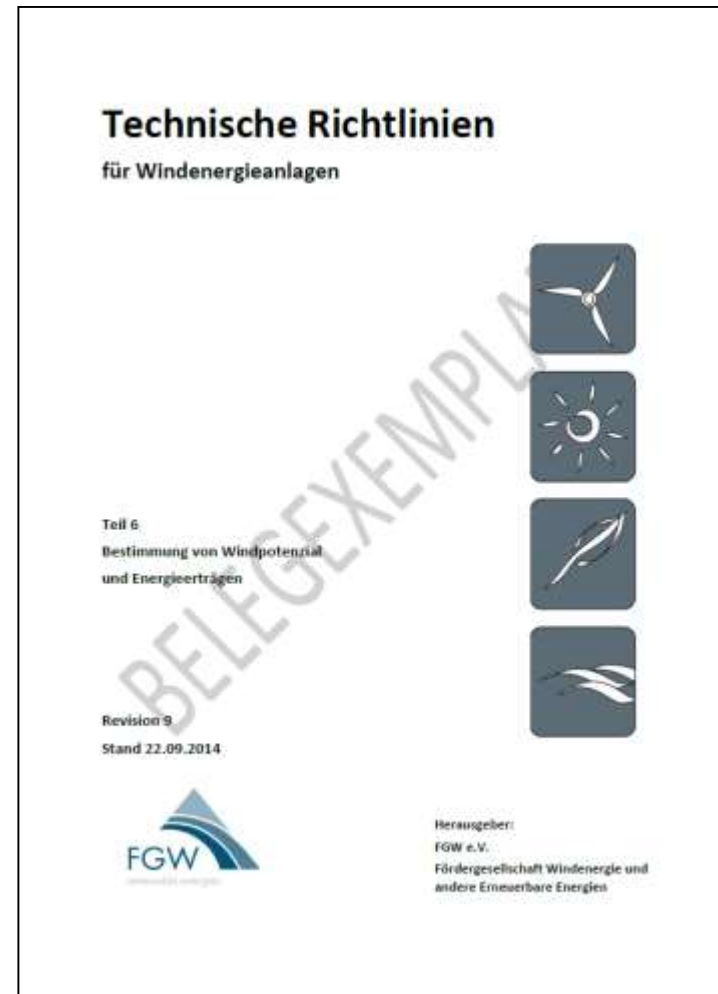 Technische Richtlinien
für Windenergieanlagen
BELEGEXEMPLA
Teil 6
Bestimmung von Windpotenzial
und Energieerträgen
Revision 9
Stand 22.09.2014
FGW
Herausgeber:
FGW e.V.
Fördergesellschaft Windenergie und
andere Erneuerbare Energien